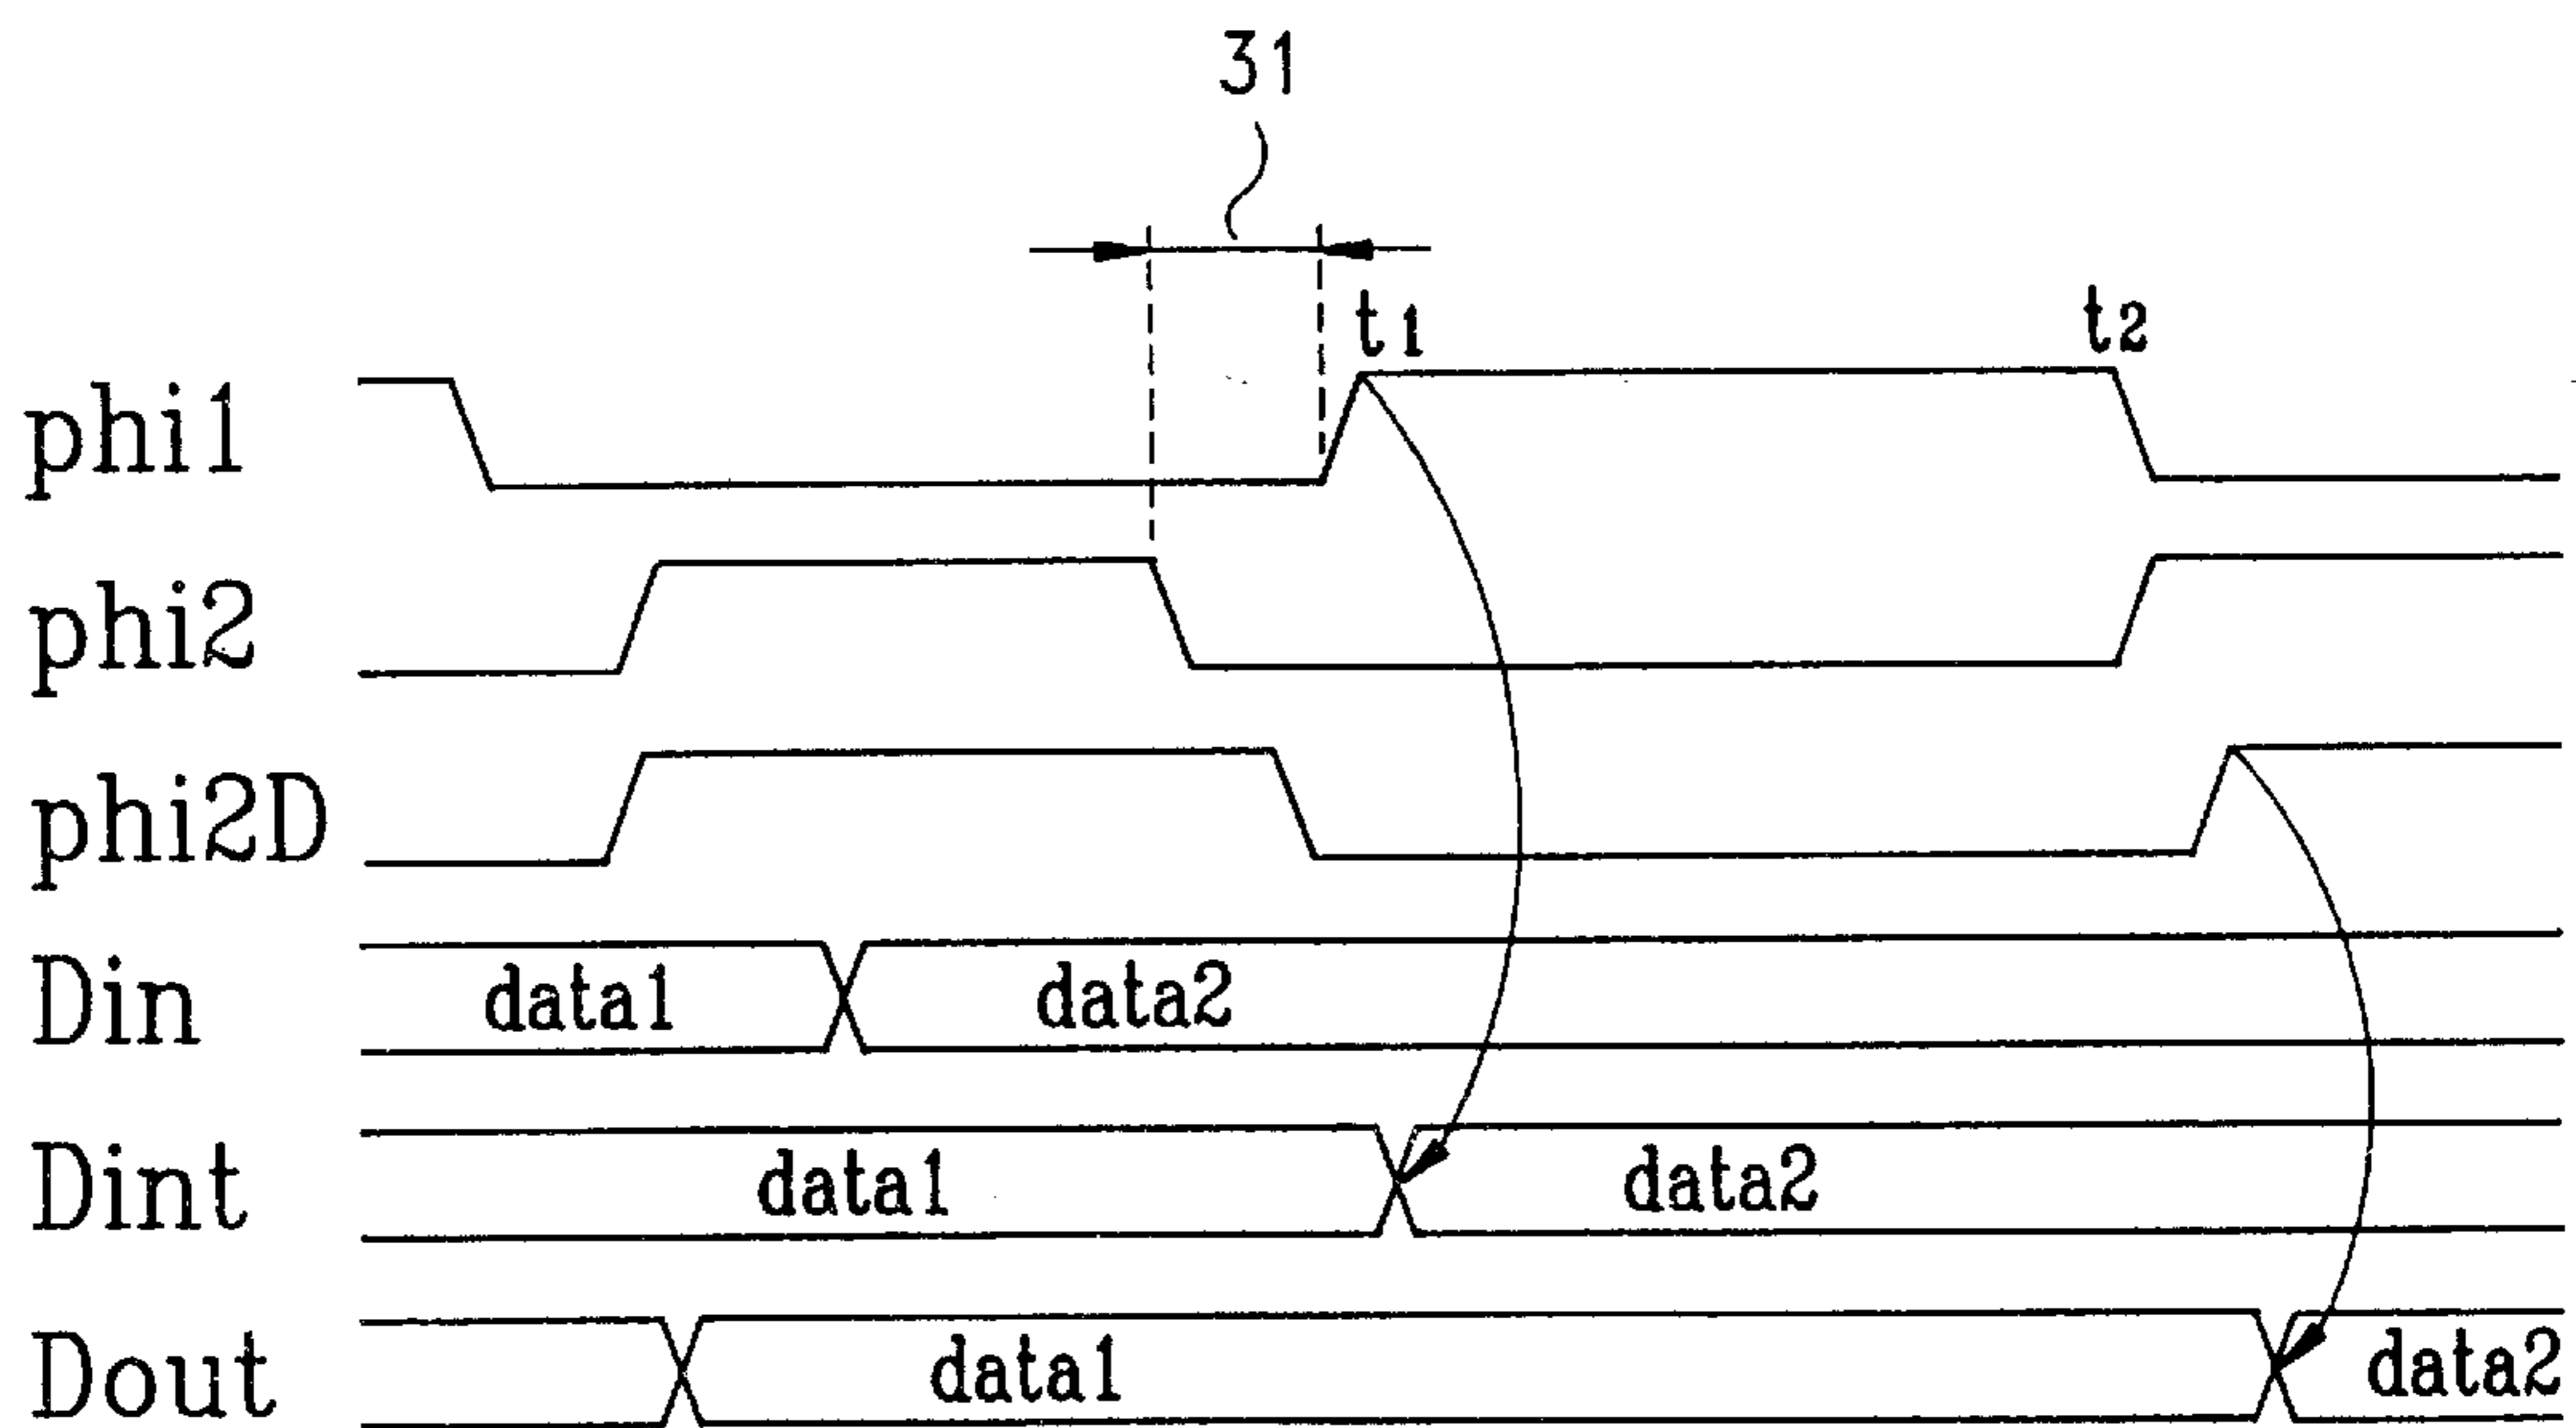 31
t1 t2
phi1
phi2
phi2D
Din data1 data2
Dint data1 data2
Dout data1 data2